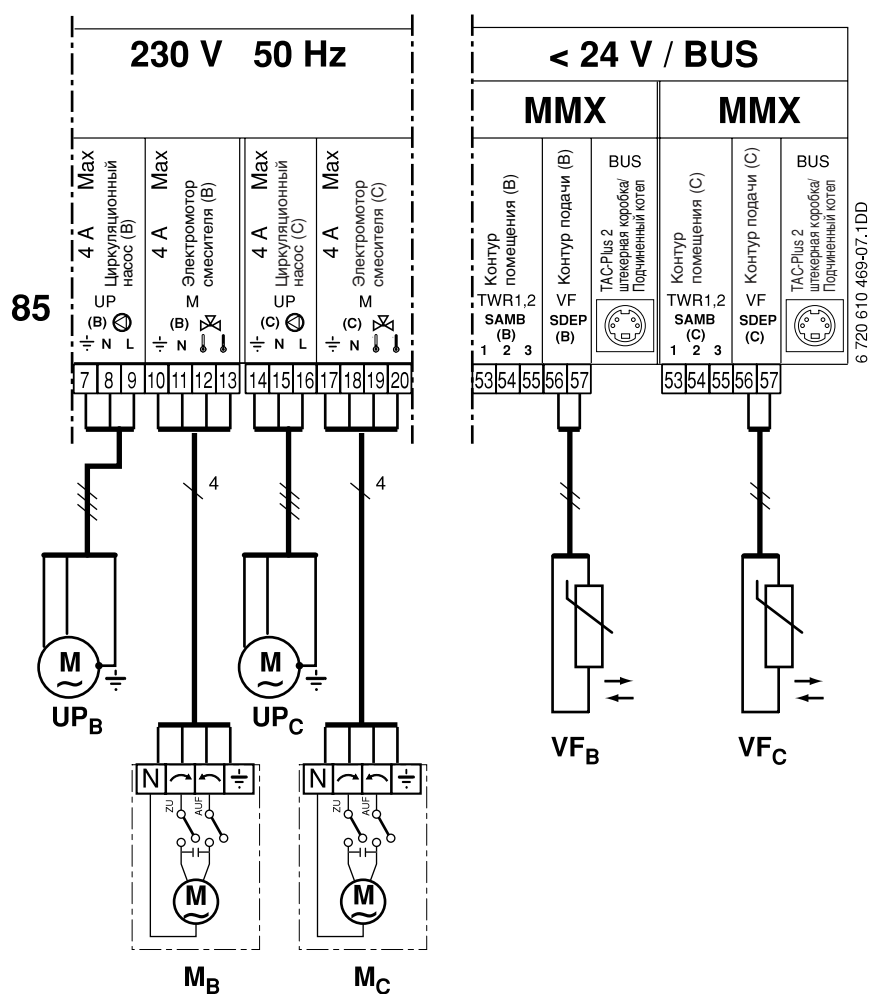 230 V 50 Hz
< 24 V / BUS
MMX
MMX
4 A Max
Циркуляционный
насос (B)
UP
(B)
N L
4 A Max
Электромотор
смесителя (B)
M
(B)
N
4 A Max
Циркуляционный
насос (C)
UP
(C)
N L
4 A Max
Электромотор
смесителя (C)
M
(C)
N
Контур
помещения (B)
TWR1,2
SAMB
(B)
1 2 3
Контур подачи (B)
VF
SDEP
(B)
BUS
TAC-Plus 2
штекерная коробка/
Подчиненный котел
Контур
помещения (C)
TWR1,2
SAMB
(C)
1 2 3
Контур подачи (C)
VF
SDEP
(C)
BUS
TAC-Plus 2
штекерная коробка/
Подчиненный котел
6 720 610 469-07.1DD
85
7 8 9 10 11 12 13 14 15 16 17 18 19 20
53 54 55 56 57
53 54 55 56 57
4
4
M
~
UPB
M
~
UPC
VFB
VFC
N
ZU
AUF
M
~
MB
N
ZU
AUF
M
~
MC